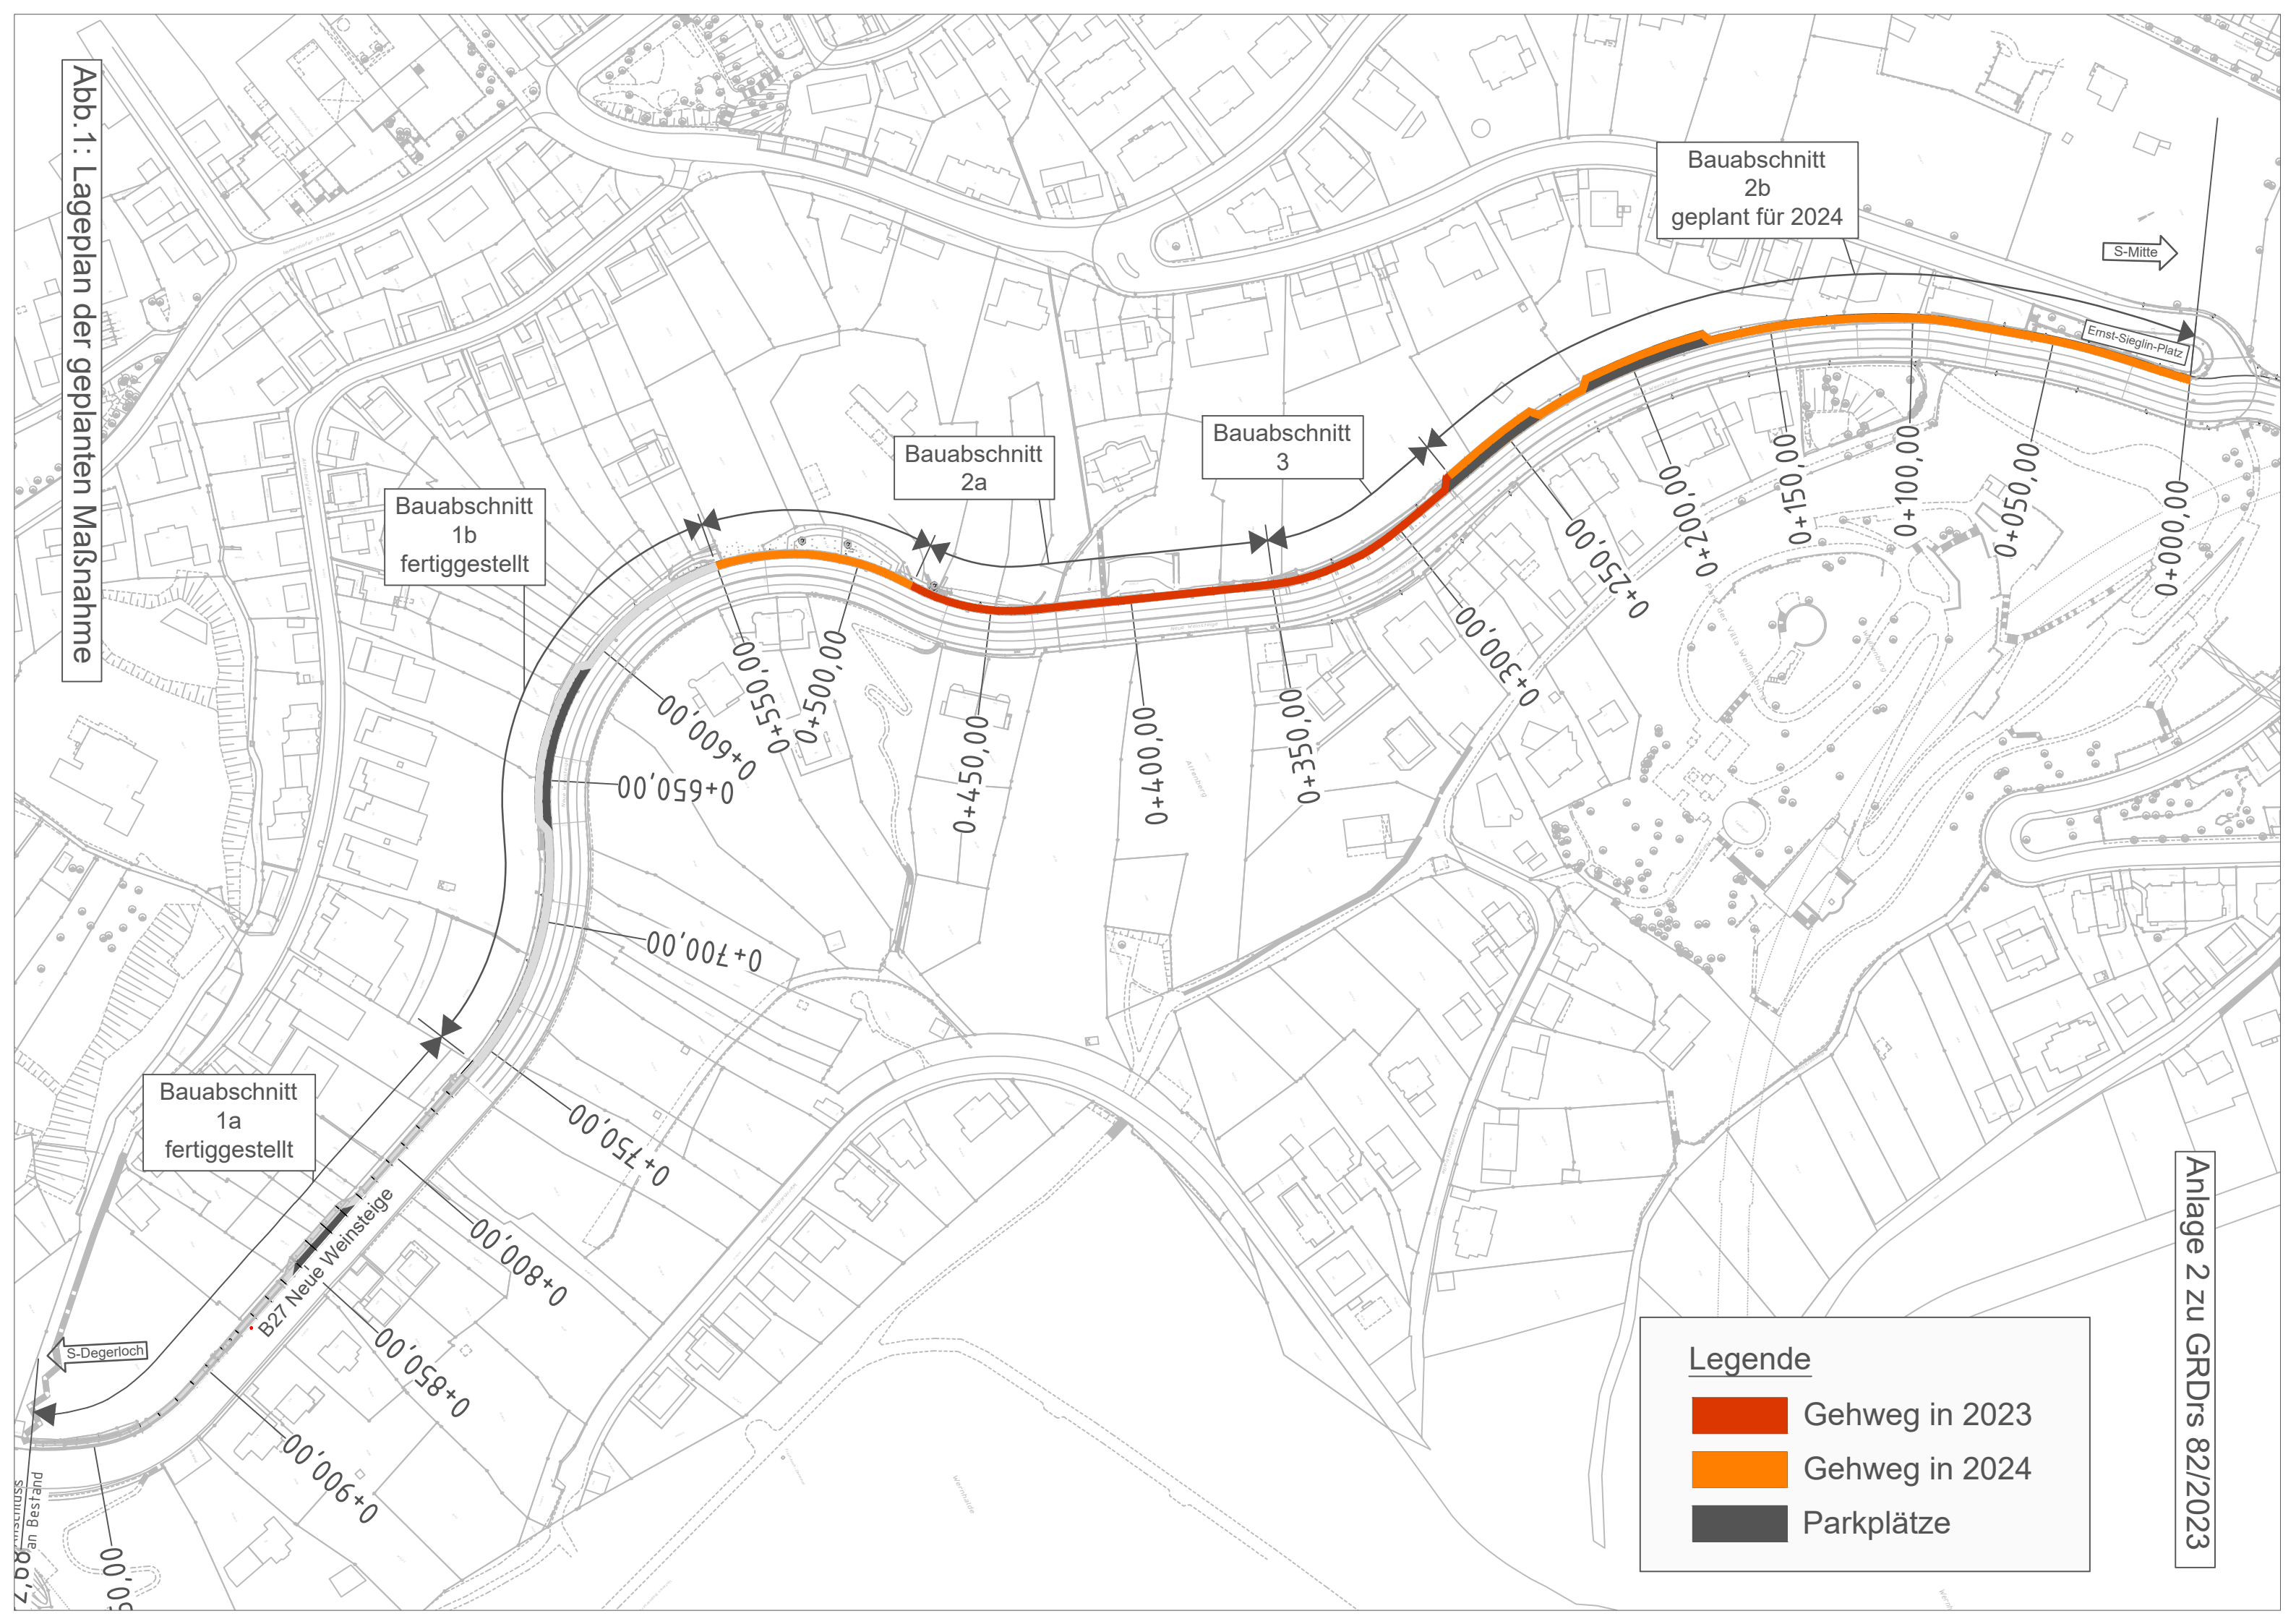 Abb.1: Lageplan der geplanten Maßnahme
Bauabschnitt
2b
geplant für 2024
S-Mitte
Ernst-Sieglin-Platz
Bauabschnitt
3
Bauabschnitt
2a
Bauabschnitt
1b
fertiggestellt
0+000,00
0+050,00
0+100,00
0+150,00
0+200,00
0+250,00
0+300,00
0+350,00
0+400,00
0+450,00
0+500,00
0+550,00
0+600,00
0+650,00
0+700,00
0+750,00
0+800,00
0+850,00
0+900,00
Bauabschnitt
1a
fertiggestellt
B27 Neue Weinsteige
S-Degerloch
an Bestand
Wernhalde
Altenberg
Legende
Gehweg in 2023
Gehweg in 2024
Parkplätze
Anlage 2 zu GRDrs 82/2023